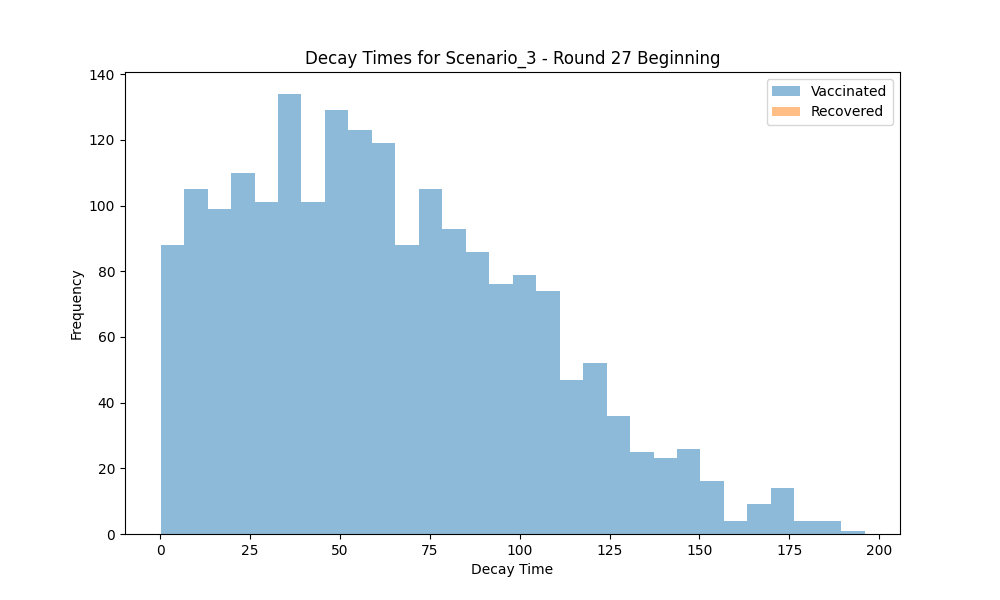 Decay Times for Scenario_3 - Round 27 Beginning
Vaccinated
Recovered
Frequency
140
120
100
80
60
40
20
0
0 25 50 75 100 125 150 175 200
Decay Time